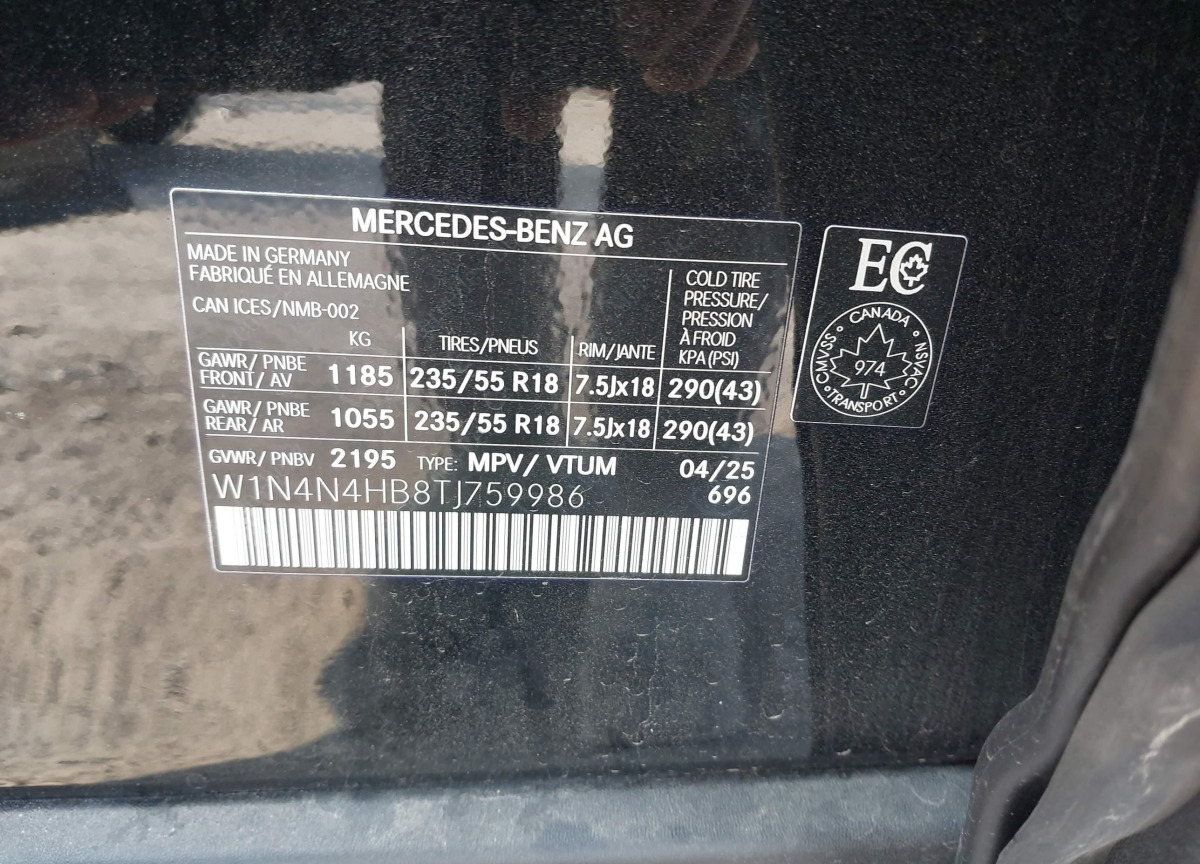 MERCEDES-BENZ AG
MADE IN GERMANY
FABRIQUÉ EN ALLEMAGNE
CAN ICES/NMB-002
COLD TIRE
PRESSURE/
PRESSION
À FROID
KPA (PSI)
KG
TIRES/PNEUS
RIM/JANTE
GAWR/ PNBE
FRONT/ AV
1185
235/55 R18
7.5Jx18
290(43)
GAWR/ PNBE
REAR/ AR
1055
235/55 R18
7.5Jx18
290(43)
GVWR/ PNBV 2195 TYPE: MPV/ VTUM 04/25
W1N4N4HB8TJ759986 696
EC
CANADA
CMVSS
NSVAC
974
TRANSPORT